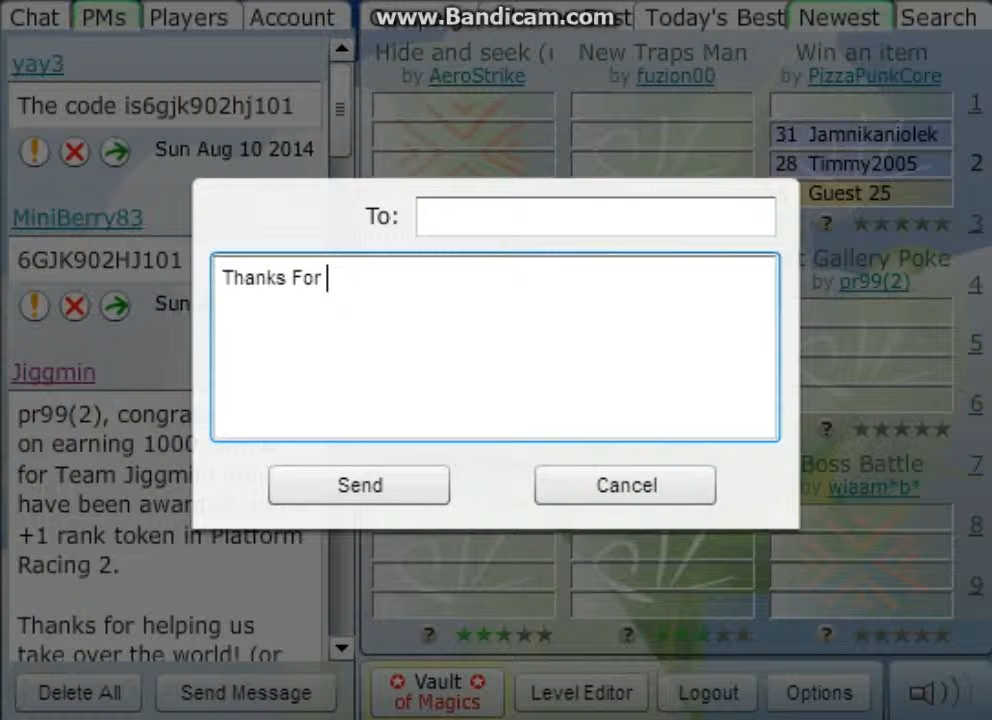 www.Bandicam.com
Chat
PMs
Players
Account
Today's Best
Newest
Search
yay3
The code is6gjk902hj101
Sun Aug 10 2014
MiniBerry83
6GJK902HJ101
Sun
Jiggmin
pr99(2), congra
on earning 1000
for Team Jiggmi
have been awar
+1 rank token in Platform
Racing 2.
Thanks for helping us
take over the world! (or
Delete All
Send Message
To:
Thanks For
Send
Cancel
Hide and seek (
by AeroStrike
New Traps Man
by fuzion00
Win an item
by PizzaPunkCore
31 Jamnikaniolek
28 Timmy2005
Guest 25
?
t Gallery Poke
by pr99(2)
?
Boss Battle
by wiaam*b*
?
?
?
1
2
3
4
5
6
7
8
9
Vault
of Magics
Level Editor
Logout
Options